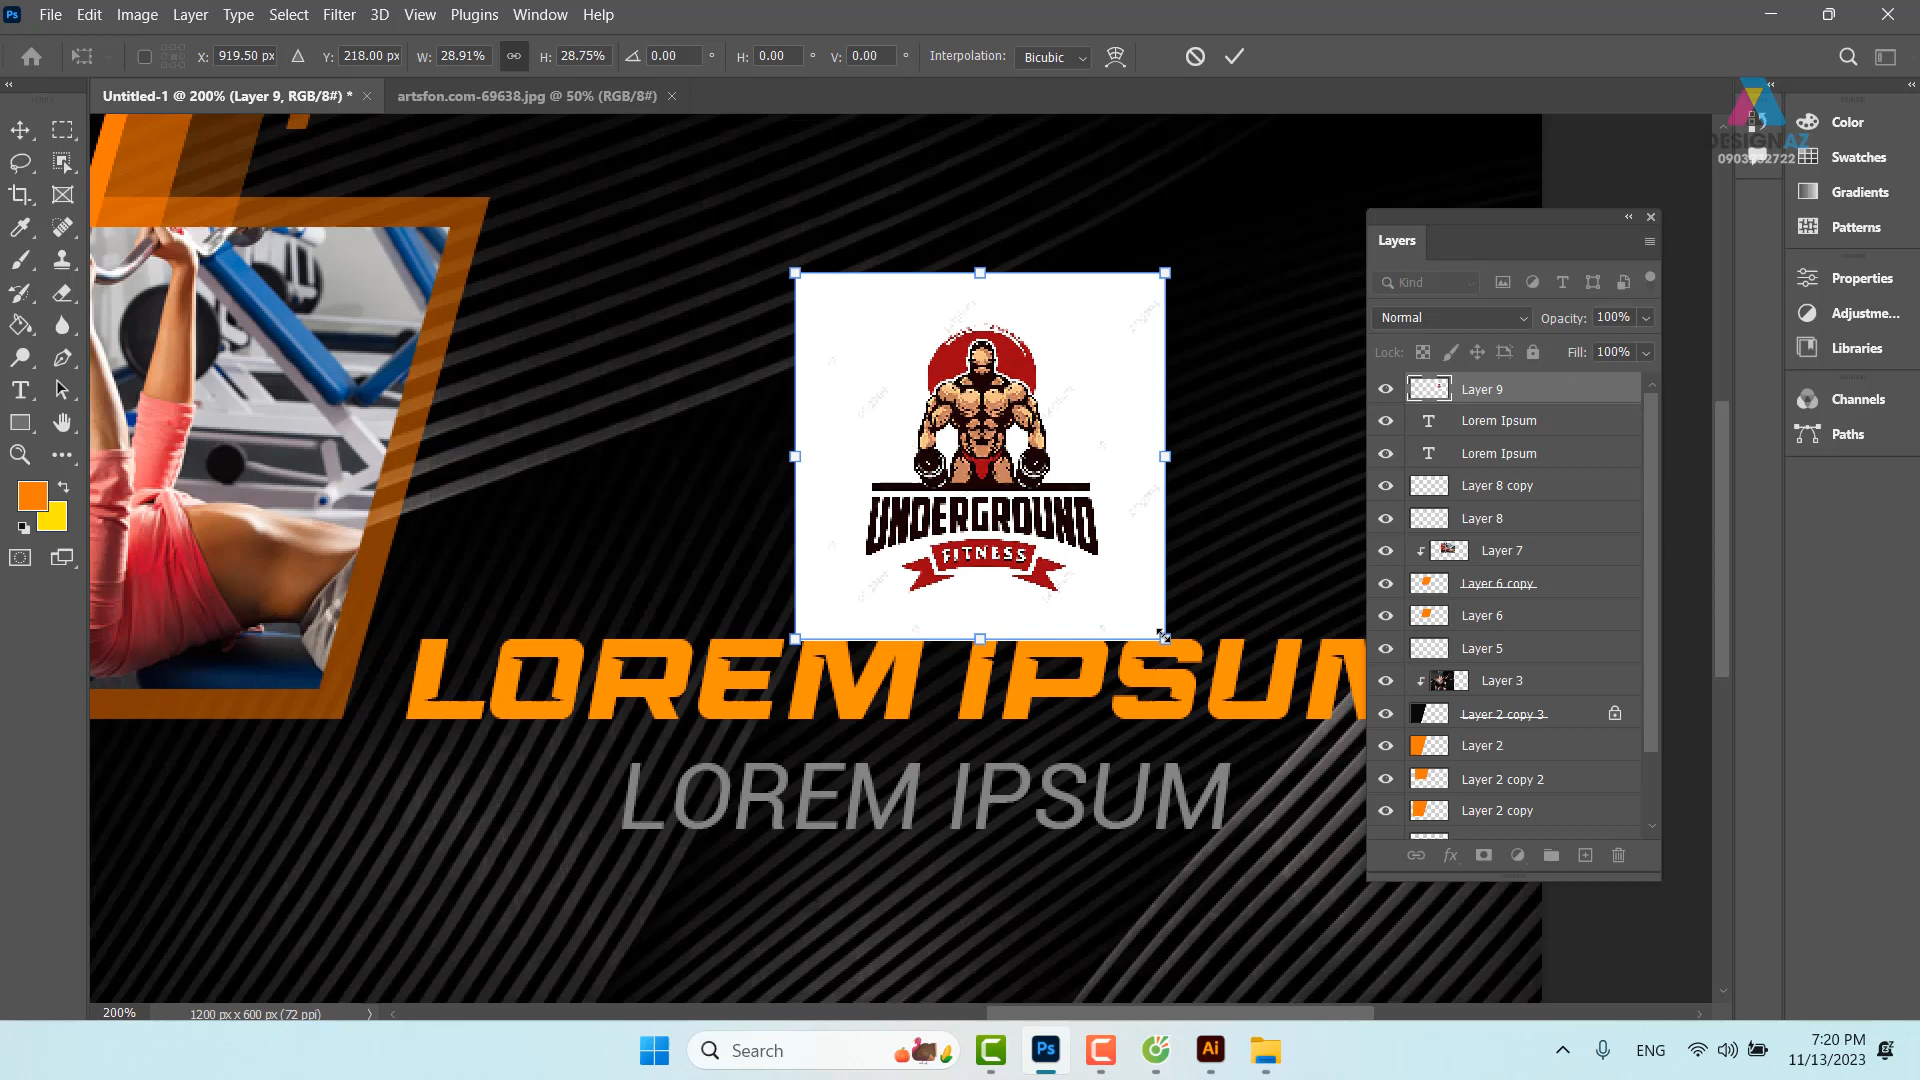 Ps File Edit Image Layer Type Select Filter 3D View Plugins Window Help
X: 919.50 px Y: 218.00 px W: 28.91% H: 28.75% 0.00 ° H: 0.00 ° V: 0.00 ° Interpolation: Bicubic
Untitled-1 @ 200% (Layer 9, RGB/8#) * × artsfon.com-69638.jpg @ 50% (RGB/8#) ×
DESIGNAZ
Color
Swatches
Gradients
Patterns
Properties
Adjustme...
Libraries
Channels
Paths
Layers
Kind
Normal Opacity: 100%
Lock: Fill: 100%
Layer 9
T Lorem Ipsum
T Lorem Ipsum
Layer 8 copy
Layer 8
Layer 7
Layer 6 copy
Layer 6
Layer 5
Layer 3
Layer 2 copy 3
Layer 2
Layer 2 copy 2
Layer 2 copy
fx
UNDERGROUND
FITNESS
LOREM IPSUM
LOREM IPSUM
200% 1200 px x 600 px (72 ppi)
Search Ps Ai ENG 7:20 PM
11/13/2023